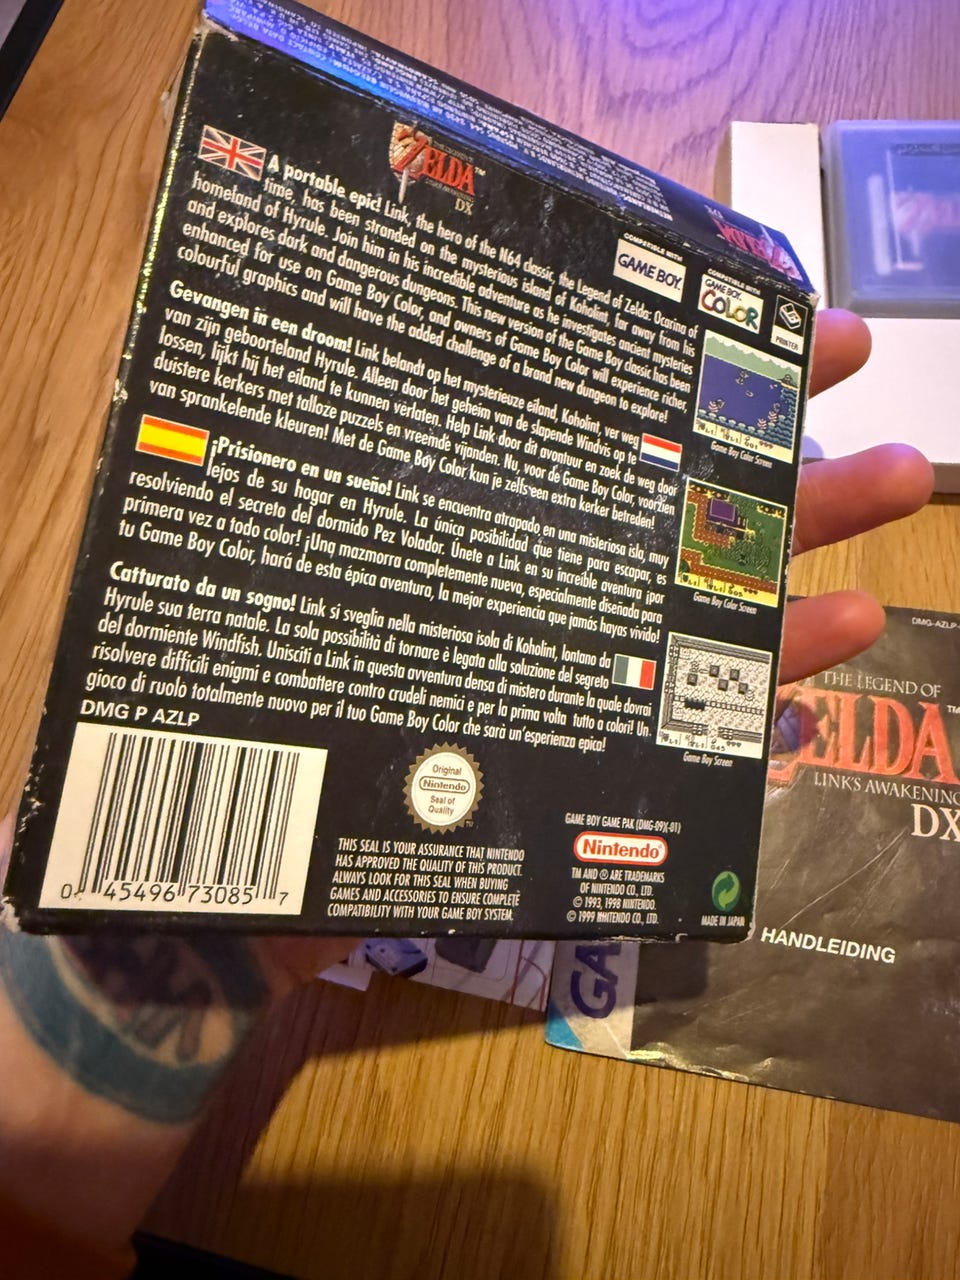 THE LEGEND OF
ZELDA™
LINK'S AWAKENING
DX
COMPATIBLE WITH
GAME BOY
COMPATIBLE WITH
GAME BOY
COLOR
PRINTER
A portable epic! Link, the hero of the N64 classic, the Legend of Zelda: Ocarina of
Time, has been stranded on the mysterious island of Koholint, far away from his
homeland of Hyrule. Join him in his incredible adventure as he investigates ancient mysteries
and explores dark and dangerous dungeons. This new version of the Game Boy classic has been
enhanced for use on Game Boy Color, and owners of Game Boy Color will experience richer,
colourful graphics and will have the added challenge of a brand new dungeon to explore!
Gevangen in een droom! Link belandt op het mysterieuze eiland, Koholint, ver weg
van zijn geboorteland Hyrule. Alleen door het geheim van de slapende Windvis op te
lossen, lijkt hij het eiland te kunnen verlaten. Help Link door dit avontuur en zoek de weg door
duistere kerkers met talloze puzzels en vreemde vijanden. Nu, voor de Game Boy Color, voorzien
van sprankelende kleuren! Met de Game Boy Color kun je zelfs een extra kerker betreden!
¡Prisionero en un sueño! Link se encuentra atrapado en una misteriosa isla, muy
lejos de su hogar en Hyrule. La única posibilidad que tiene para escapar, es
resolviendo el secreto del dormido Pez Volador. Únete a Link en su increíble aventura ¡por
primera vez a todo color! ¡Una mazmorra completamente nueva, especialmente diseñada para
tu Game Boy Color, hará de esta épica aventura, la mejor experiencia que jamás hayas vivido!
Catturato da un sogno! Link si sveglia nella misteriosa isola di Koholint, lontano da
Hyrule sua terra natale. La sola possibilità di tornare è legata alla soluzione del segreto
del dormiente Windfish. Unisciti a Link in questa avventura densa di mistero durante la quale dovrai
risolvere difficili enigmi e combattere contro crudeli nemici e per la prima volta tutto a colori! Un
gioco di ruolo totalmente nuovo per il tuo Game Boy Color che sarà un'esperienza epica!
Game Boy Color Screen
Game Boy Color Screen
Game Boy Screen
DMG P AZLP
0 45496 73085 7
Original
Nintendo
Seal of
Quality
TM
THIS SEAL IS YOUR ASSURANCE THAT NINTENDO
HAS APPROVED THE QUALITY OF THIS PRODUCT.
ALWAYS LOOK FOR THIS SEAL WHEN BUYING
GAMES AND ACCESSORIES TO ENSURE COMPLETE
COMPATIBILITY WITH YOUR GAME BOY SYSTEM.
GAME BOY GAME PAK (DMG-09)(-01)
Nintendo®
TM AND ® ARE TRADEMARKS
OF NINTENDO CO., LTD.
© 1993, 1998 NINTENDO.
© 1999 NINTENDO CO., LTD.
MADE IN JAPAN
DMG-AZLP-
THE LEGEND OF
ZELDA™
LINK'S AWAKENING
DX
HANDLEIDING
GA